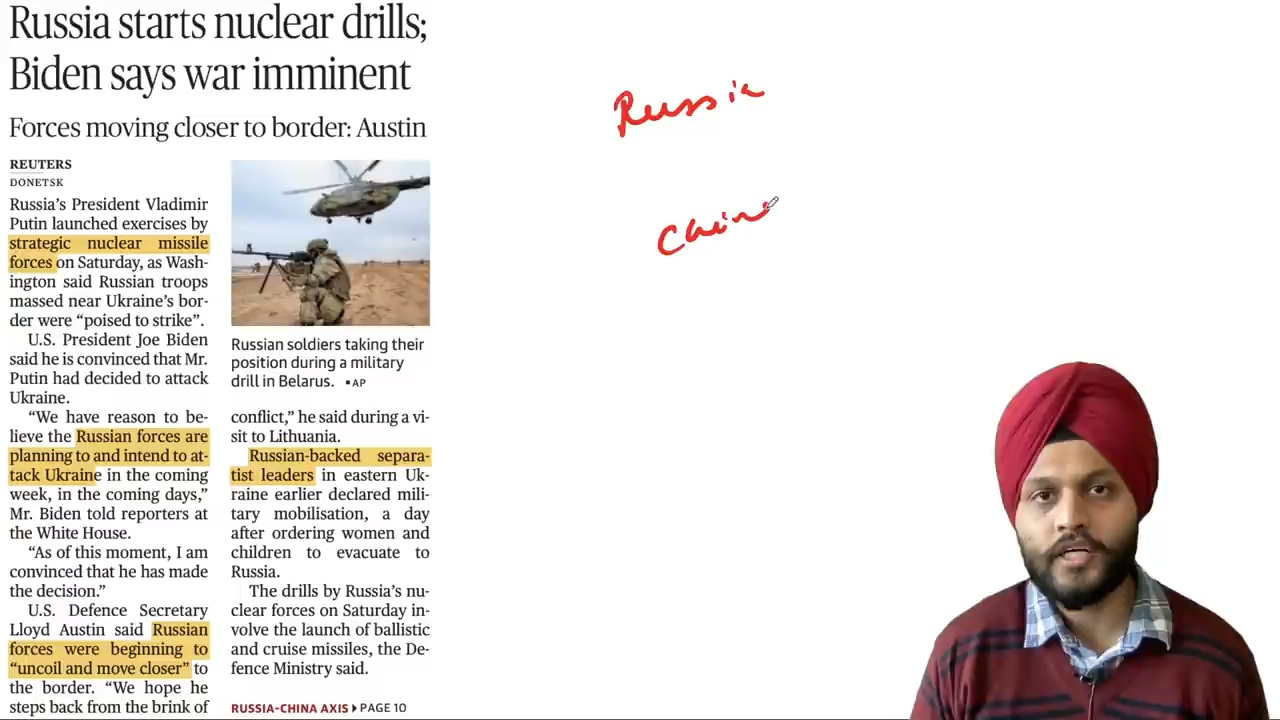 Russia starts nuclear drills;
Biden says war imminent
Forces moving closer to border: Austin
REUTERS
DONETSK
Russia's President Vladimir
Putin launched exercises by
strategic nuclear missile
forces on Saturday, as Wash-
ington said Russian troops
massed near Ukraine's bor-
der were “poised to strike”.
U.S. President Joe Biden
said he is convinced that Mr.
Putin had decided to attack
Ukraine.
“We have reason to be-
lieve the Russian forces are
planning to and intend to at-
tack Ukraine in the coming
week, in the coming days,”
Mr. Biden told reporters at
the White House.
“As of this moment, I am
convinced that he has made
the decision.”
U.S. Defence Secretary
Lloyd Austin said Russian
forces were beginning to
“uncoil and move closer” to
the border. “We hope he
steps back from the brink of
Russian soldiers taking their
position during a military
drill in Belarus. ▪AP
conflict,” he said during a vi-
sit to Lithuania.
Russian-backed separa-
tist leaders in eastern Uk-
raine earlier declared mili-
tary mobilisation, a day
after ordering women and
children to evacuate to
Russia.
The drills by Russia's nu-
clear forces on Saturday in-
volve the launch of ballistic
and cruise missiles, the De-
fence Ministry said.
RUSSIA-CHINA AXIS ▸ PAGE 10
Russia
Chin